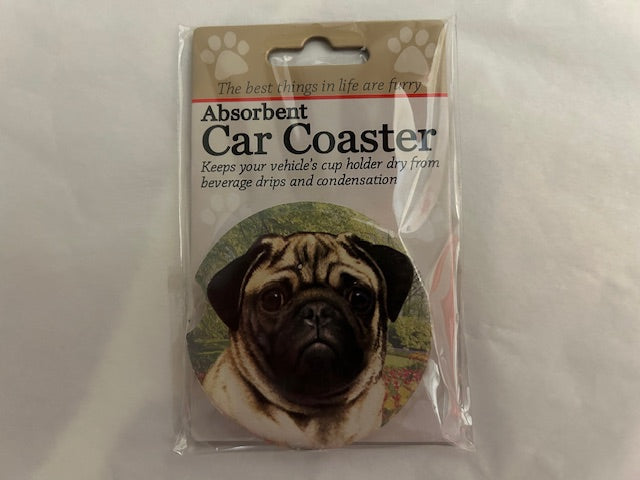 The best things in life are furry
Absorbent
Car Coaster
Keeps your vehicle's cup holder dry from
beverage drips and condensation